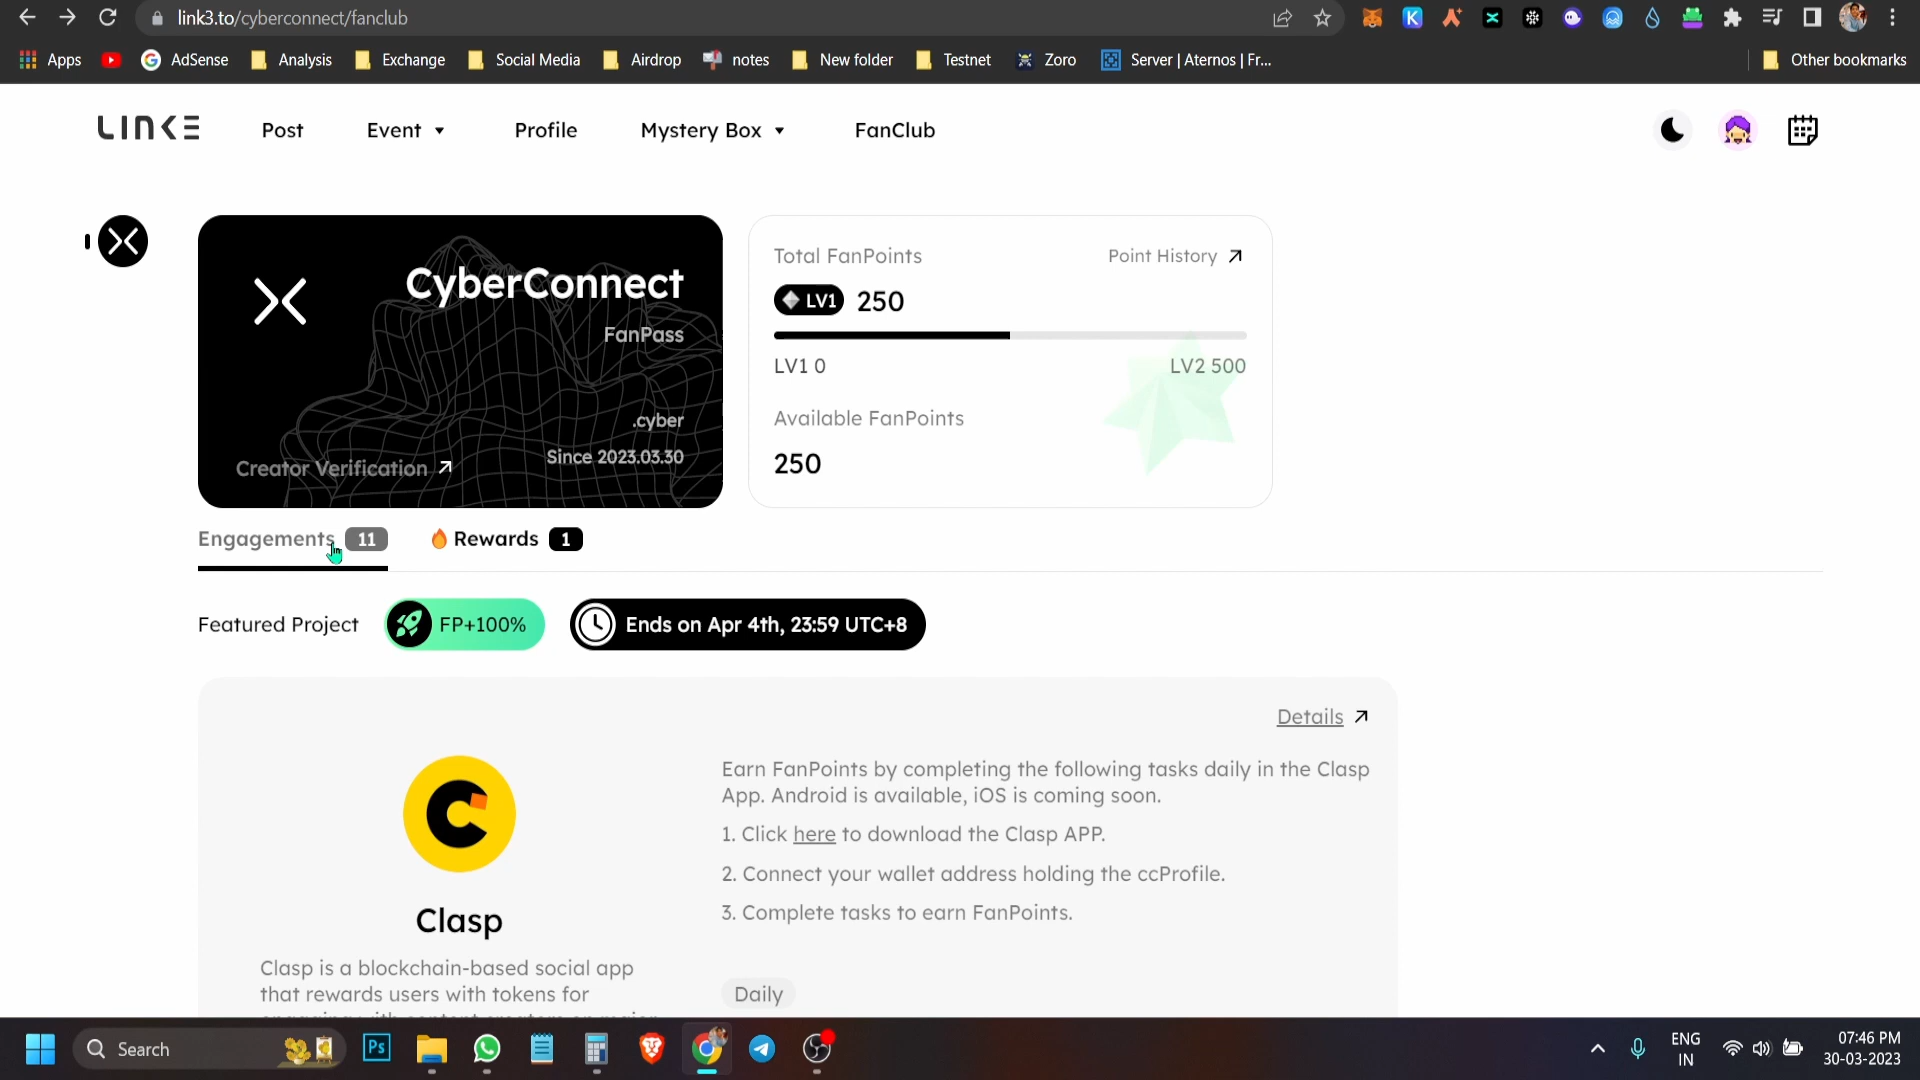 link3.to/cyberconnect/fanclub
Apps
AdSense
Analysis
Exchange
Social Media
Airdrop
notes
New folder
Testnet
Zoro
Server | Aternos | Fr...
Other bookmarks
LINK3
Post
Event
Profile
Mystery Box
FanClub
CyberConnect
FanPass
.cyber
Since 2023.03.30
Creator Verification
Total FanPoints
Point History
LV1 250
LV1 0
LV2 500
Available FanPoints
250
Engagements 11
Rewards 1
Featured Project
FP+100%
Ends on Apr 4th, 23:59 UTC+8
Details
Clasp
Clasp is a blockchain-based social app
that rewards users with tokens for
Earn FanPoints by completing the following tasks daily in the Clasp
App. Android is available, iOS is coming soon.
1. Click here to download the Clasp APP.
2. Connect your wallet address holding the ccProfile.
3. Complete tasks to earn FanPoints.
Daily
Search
Ps
ENG
IN
07:46 PM
30-03-2023